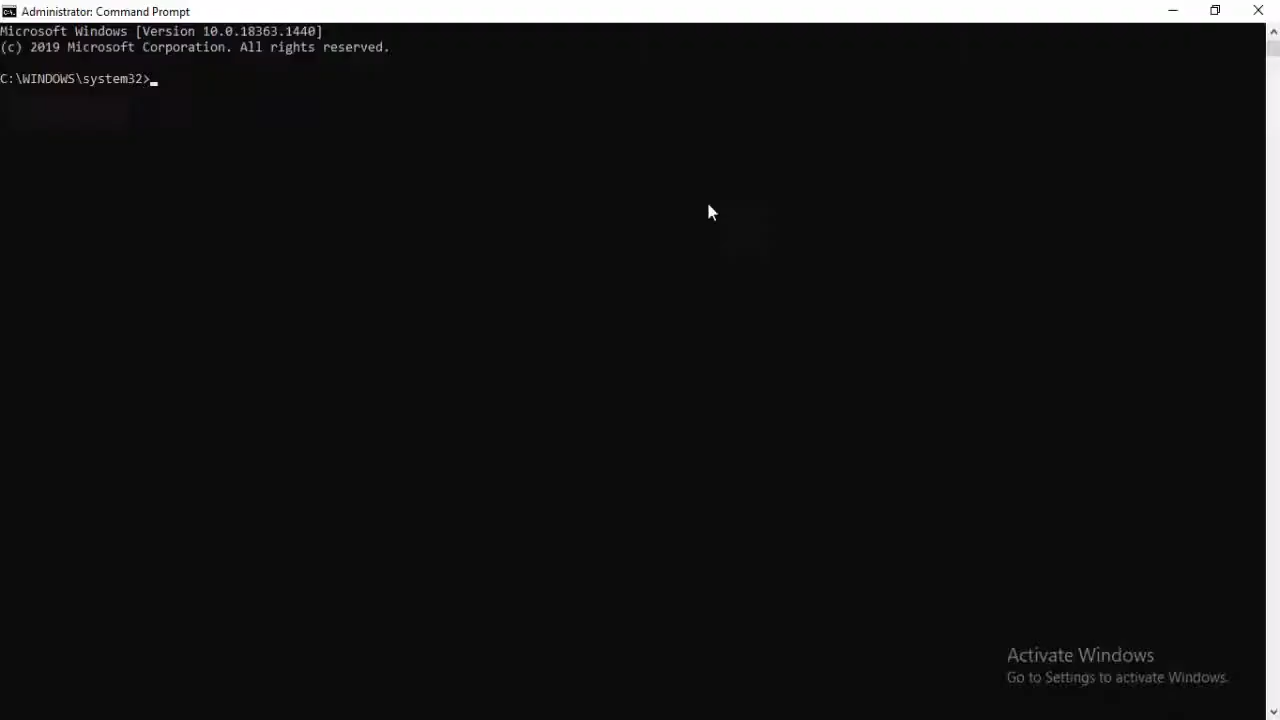 Administrator: Command Prompt
Microsoft Windows [Version 10.0.18363.1440]
(c) 2019 Microsoft Corporation. All rights reserved.
C:\WINDOWS\system32>
Activate Windows
Go to Settings to activate Windows.